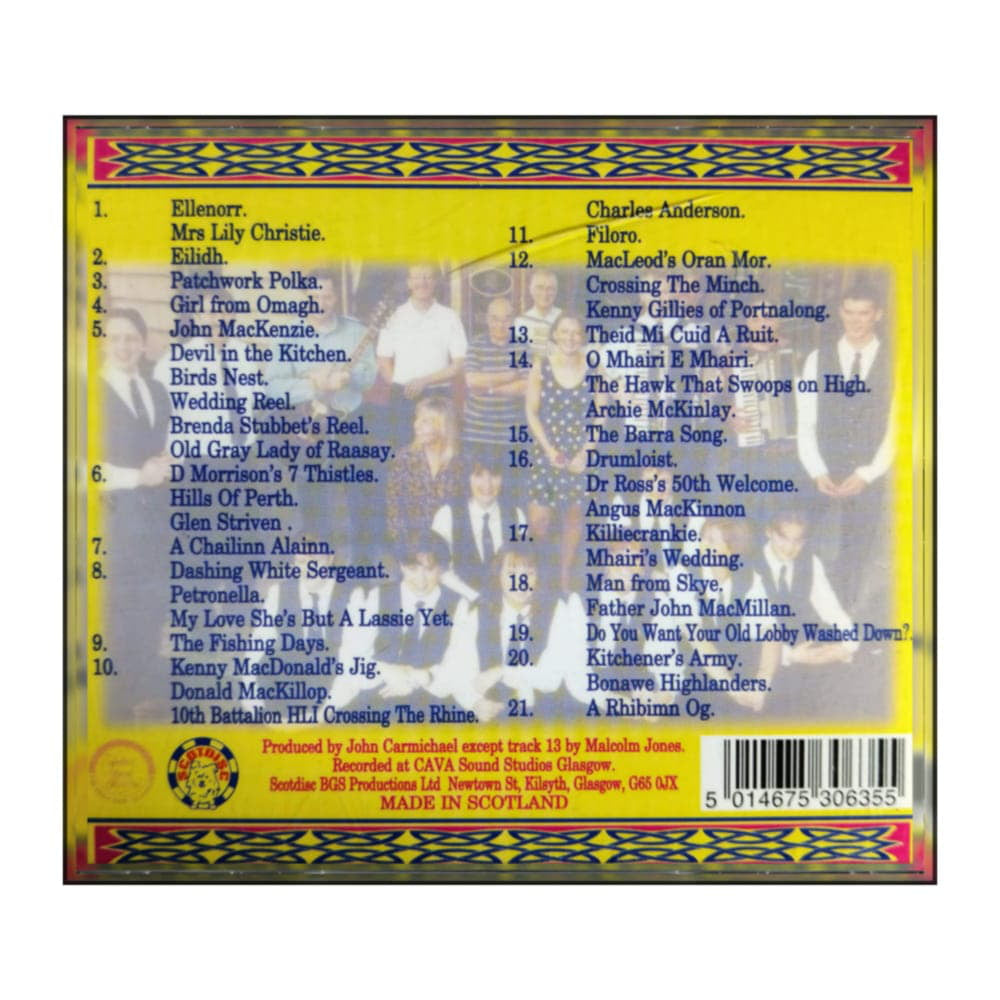 1. Ellenorr.
Mrs Lily Christie.
2. Eilidh.
3. Patchwork Polka.
4. Girl from Omagh.
5. John MacKenzie.
Devil in the Kitchen.
Birds Nest.
Wedding Reel.
Brenda Stubbet's Reel.
Old Gray Lady of Raasay.
6. D Morrison's 7 Thistles.
Hills Of Perth.
Glen Striven .
7. A Chailinn Alainn.
8. Dashing White Sergeant.
Petronella.
My Love She's But A Lassie Yet.
9. The Fishing Days.
10. Kenny MacDonald's Jig.
Donald MacKillop.
10th Battalion HLI Crossing The Rhine.
Charles Anderson.
11. Filoro.
12. MacLeod's Oran Mor.
Crossing The Minch.
Kenny Gillies of Portnalong.
13. Theid Mi Cuid A Ruit.
14. O Mhairi E Mhairi.
The Hawk That Swoops on High.
Archie McKinlay.
15. The Barra Song.
16. Drumloist.
Dr Ross's 50th Welcome.
Angus MacKinnon
17. Killiecrankie.
Mhairi's Wedding.
18. Man from Skye.
Father John MacMillan.
19. Do You Want Your Old Lobby Washed Down?.
20. Kitchener's Army.
Bonawe Highlanders.
21. A Rhibimn Og.
SCOTDISC
Produced by John Carmichael except track 13 by Malcolm Jones.
Recorded at CAVA Sound Studios Glasgow.
Scotdisc BGS Productions Ltd Newtown St, Kilsyth, Glasgow, G65 0JX
MADE IN SCOTLAND
5 014675 306355